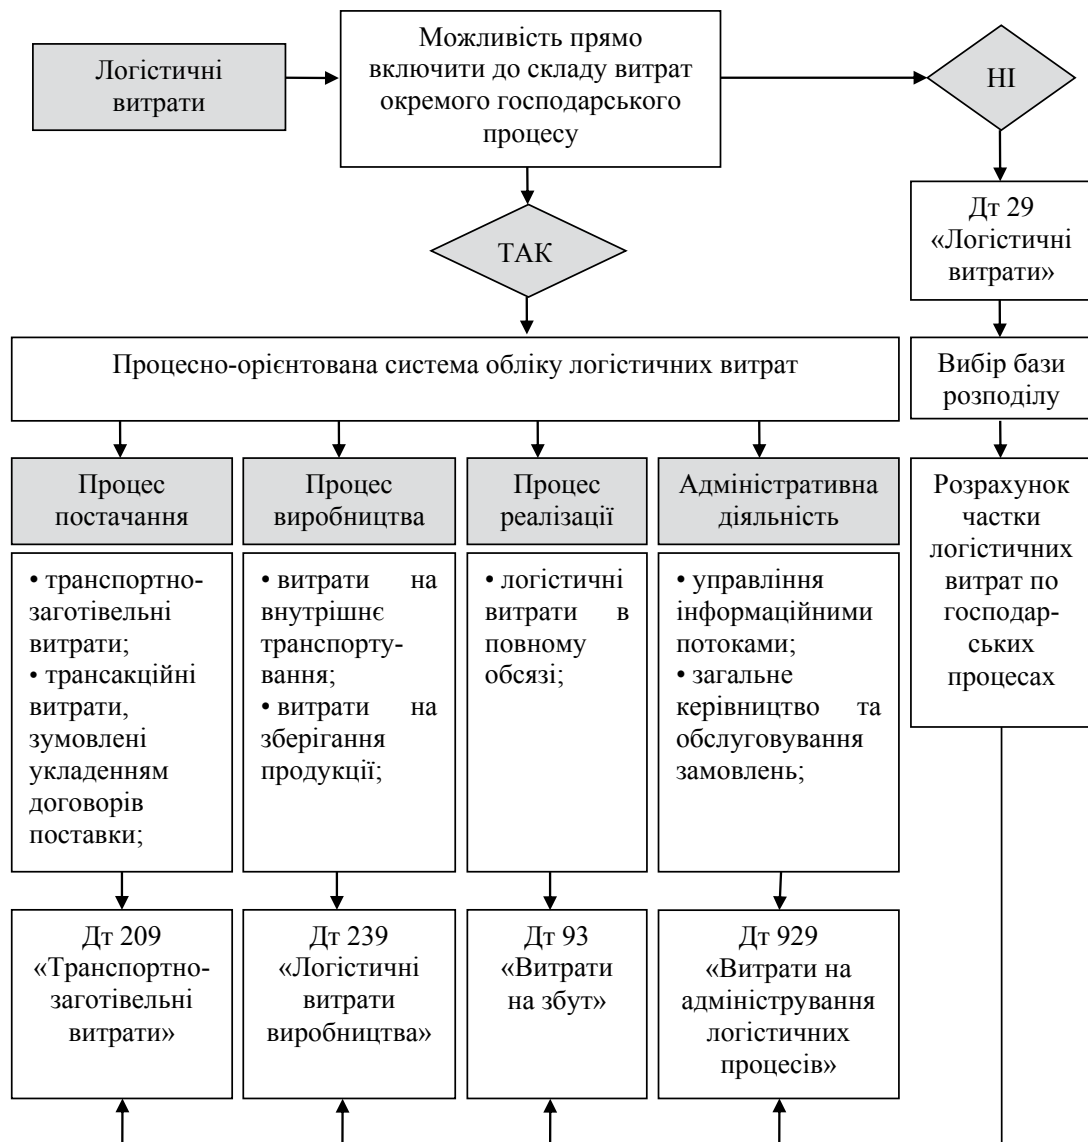 Логістичні
витрати
Можливість прямо
включити до складу витрат
окремого господарського
процесу
НІ
ТАК
Дт 29
«Логістичні
витрати»
Процесно-орієнтована система обліку логістичних витрат
Вибір бази
розподілу
Процес
постачання
Процес
виробництва
Процес
реалізації
Адміністративна
діяльність
Розрахунок
частки
логістичних
витрат по
господар-
ських
процесах
• транспортно-
заготівельні
витрати;
• трансакційні
витрати,
зумовлені
укладенням
договорів
поставки;
• витрати на
внутрішнє
транспорту-
вання;
• витрати на
зберігання
продукції;
• логістичні
витрати в
повному
обсязі;
• управління
інформаційними
потоками;
• загальне
керівництво та
обслуговування
замовлень;
Дт 209
«Транспортно-
заготівельні
витрати»
Дт 239
«Логістичні
витрати
виробництва»
Дт 93
«Витрати
на збут»
Дт 929
«Витрати на
адміністрування
логістичних
процесів»